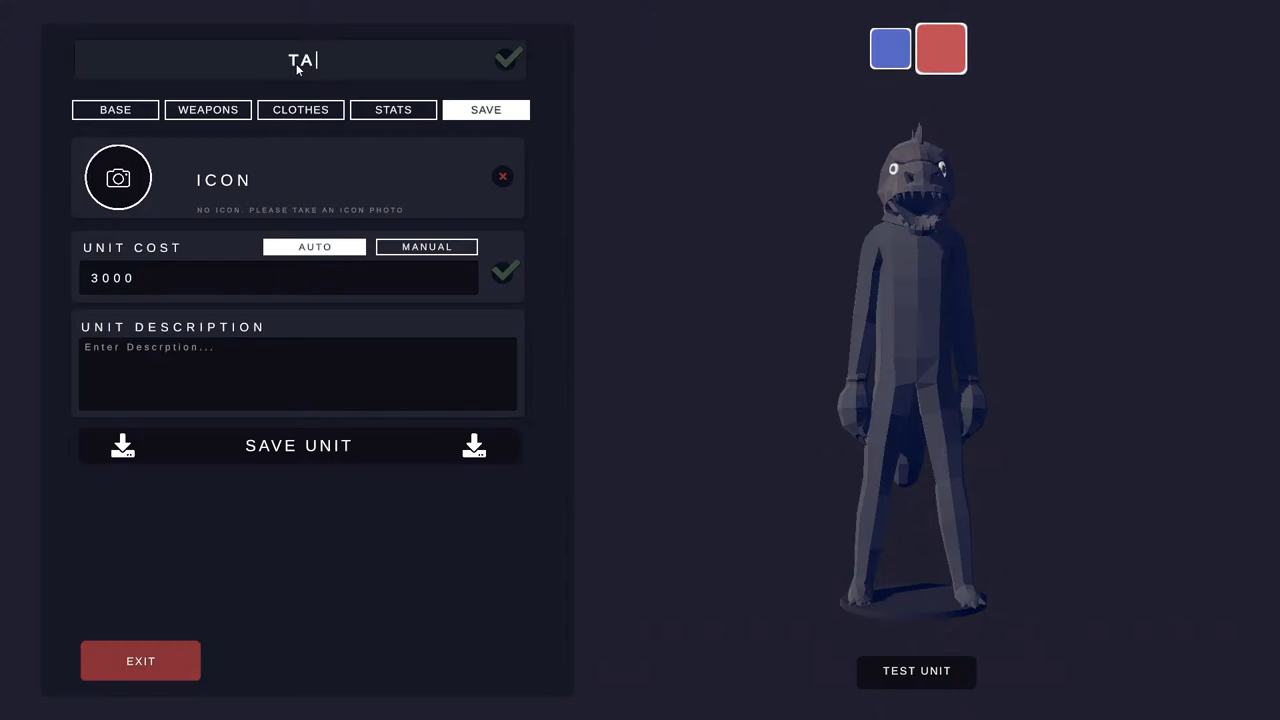 TA
BASE WEAPONS CLOTHES STATS SAVE
ICON
NO ICON. PLEASE TAKE AN ICON PHOTO
UNIT COST AUTO MANUAL
3000
UNIT DESCRIPTION
Enter Descrption...
SAVE UNIT
EXIT
TEST UNIT